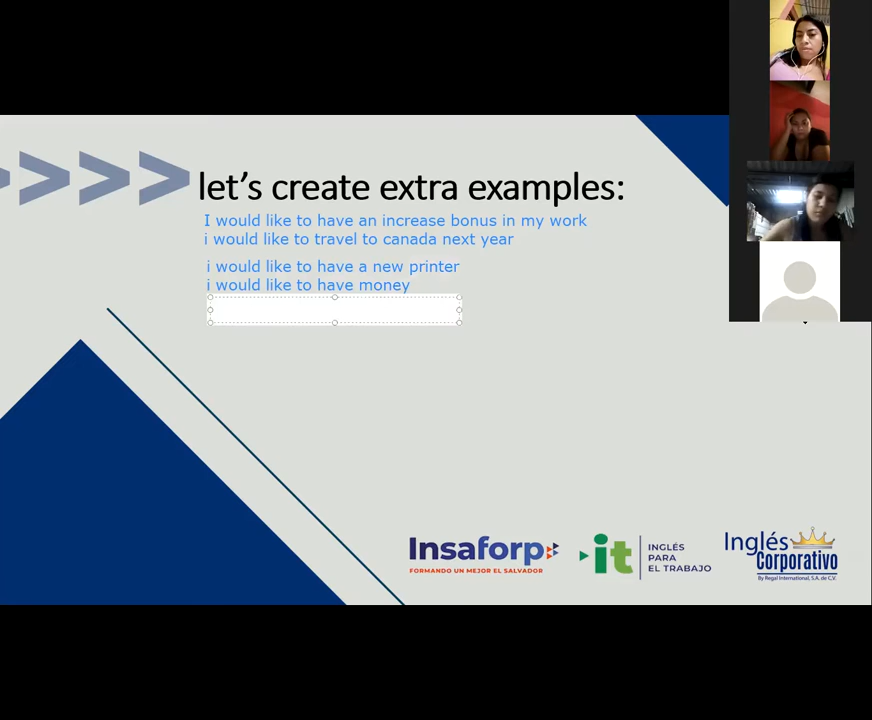 >>>>
let's create extra examples:
I would like to have an increase bonus in my work
i would like to travel to canada next year
i would like to have a new printer
i would like to have money
Insaforp
FORMANDO UN MEJOR EL SALVADOR
it
INGLÉS
PARA
EL TRABAJO
Inglés
Corporativo
By Regal International, S.A. de C.V.